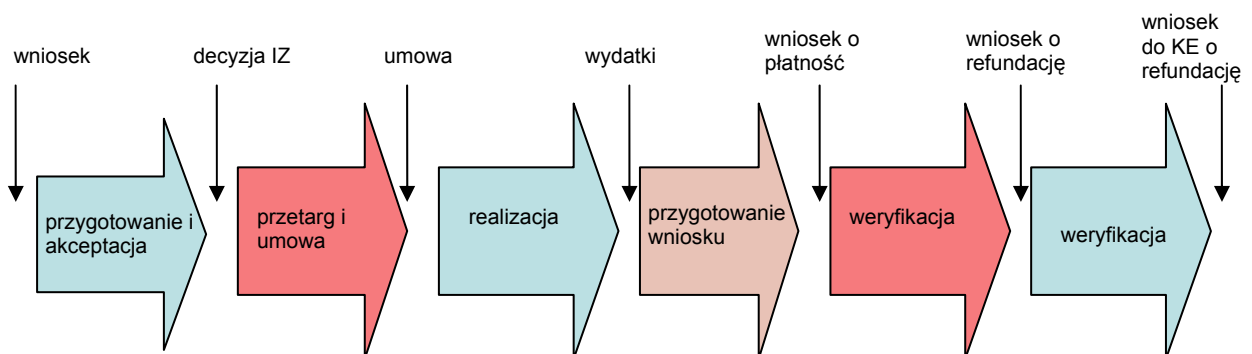 wniosek
decyzja IZ
umowa
wydatki
wniosek o
płatność
wniosek o
refundację
wniosek
do KE o
refundację
przygotowanie i
akceptacja
przetarg i
umowa
realizacja
przygotowanie
wniosku
weryfikacja
weryfikacja